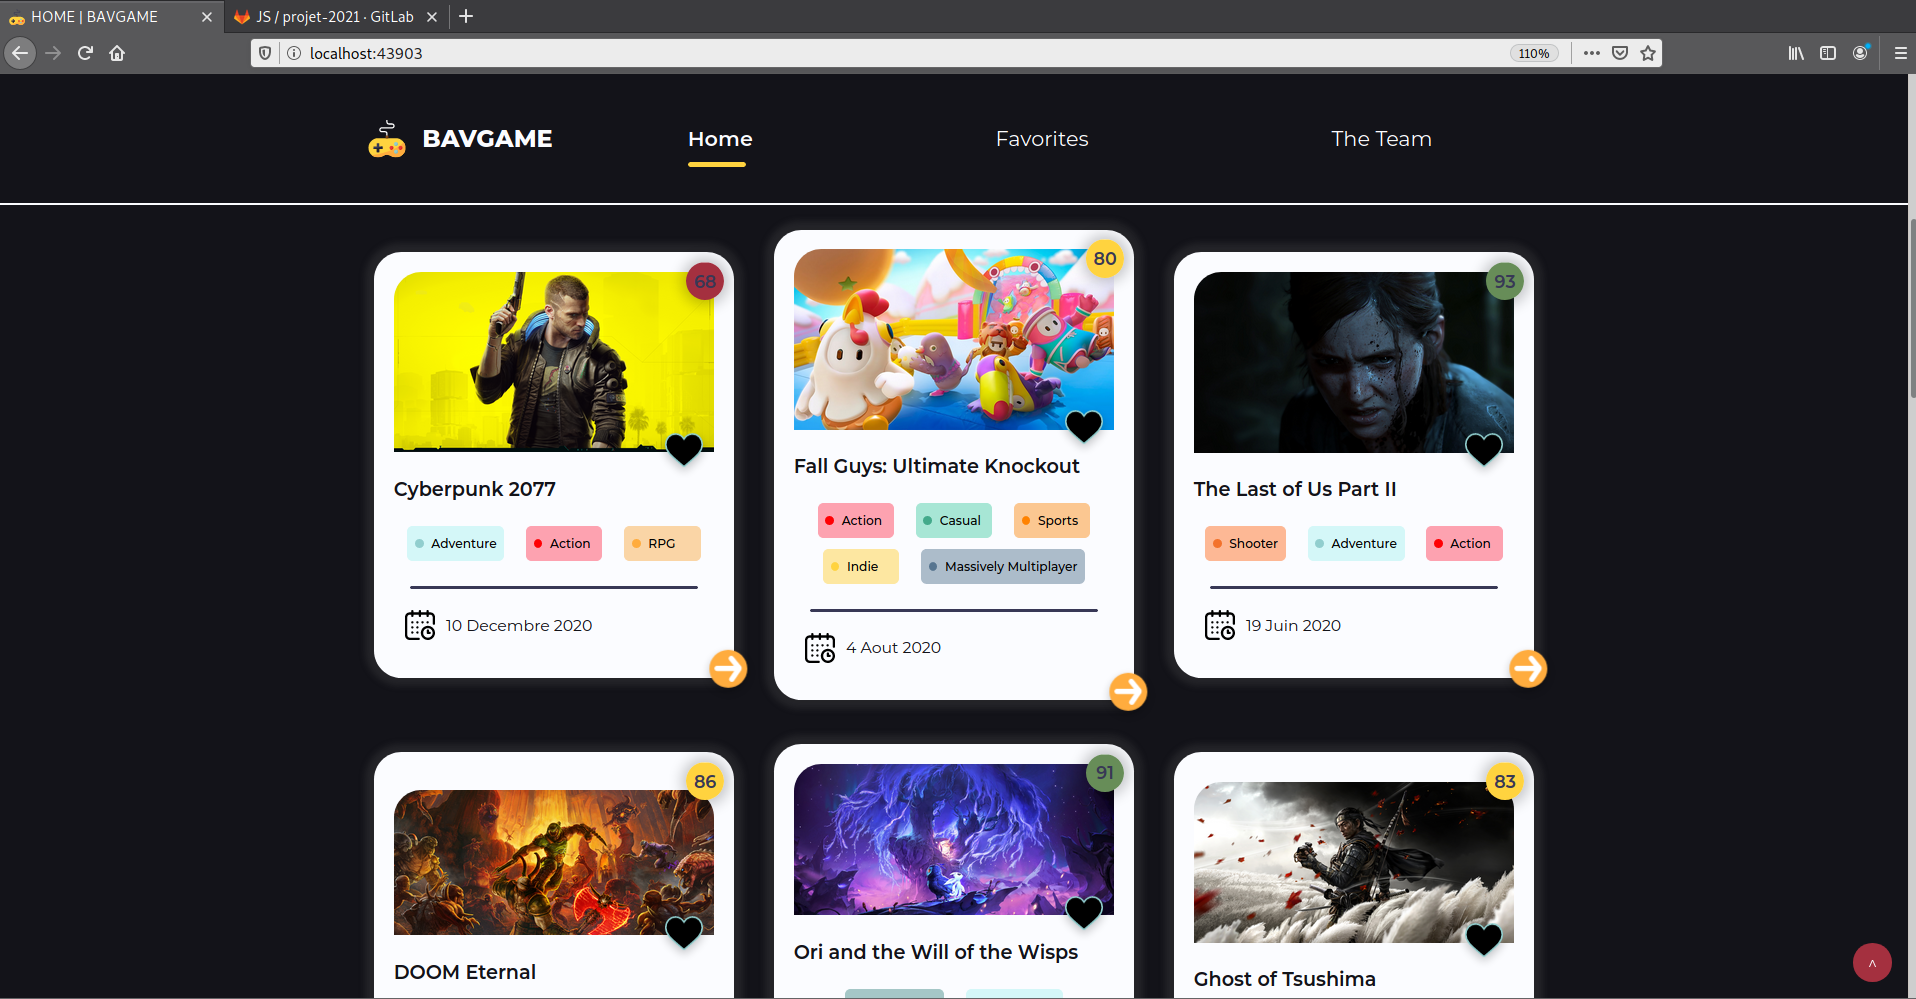 HOME | BAVGAME
JS / projet-2021 · GitLab
localhost:43903
110%
BAVGAME
Home
Favorites
The Team
68
Cyberpunk 2077
Adventure
Action
RPG
10 Decembre 2020
80
Fall Guys: Ultimate Knockout
Action
Casual
Sports
Indie
Massively Multiplayer
4 Aout 2020
93
The Last of Us Part II
Shooter
Adventure
Action
19 Juin 2020
86
DOOM Eternal
91
Ori and the Will of the Wisps
83
Ghost of Tsushima
^